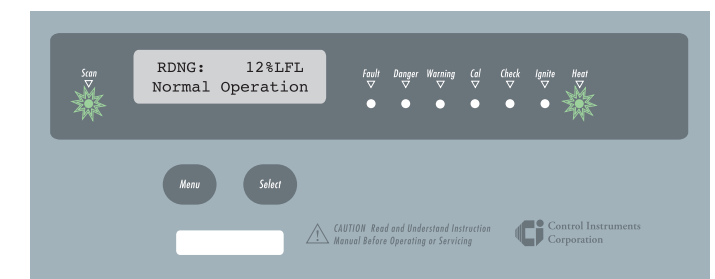 Scan
RDNG: 12%LFL
Normal Operation
Fault Danger Warning Cal Check Ignite Heat
Menu Select
CAUTION Read and Understand Instruction
Manual Before Operating or Servicing
Control Instruments
Corporation